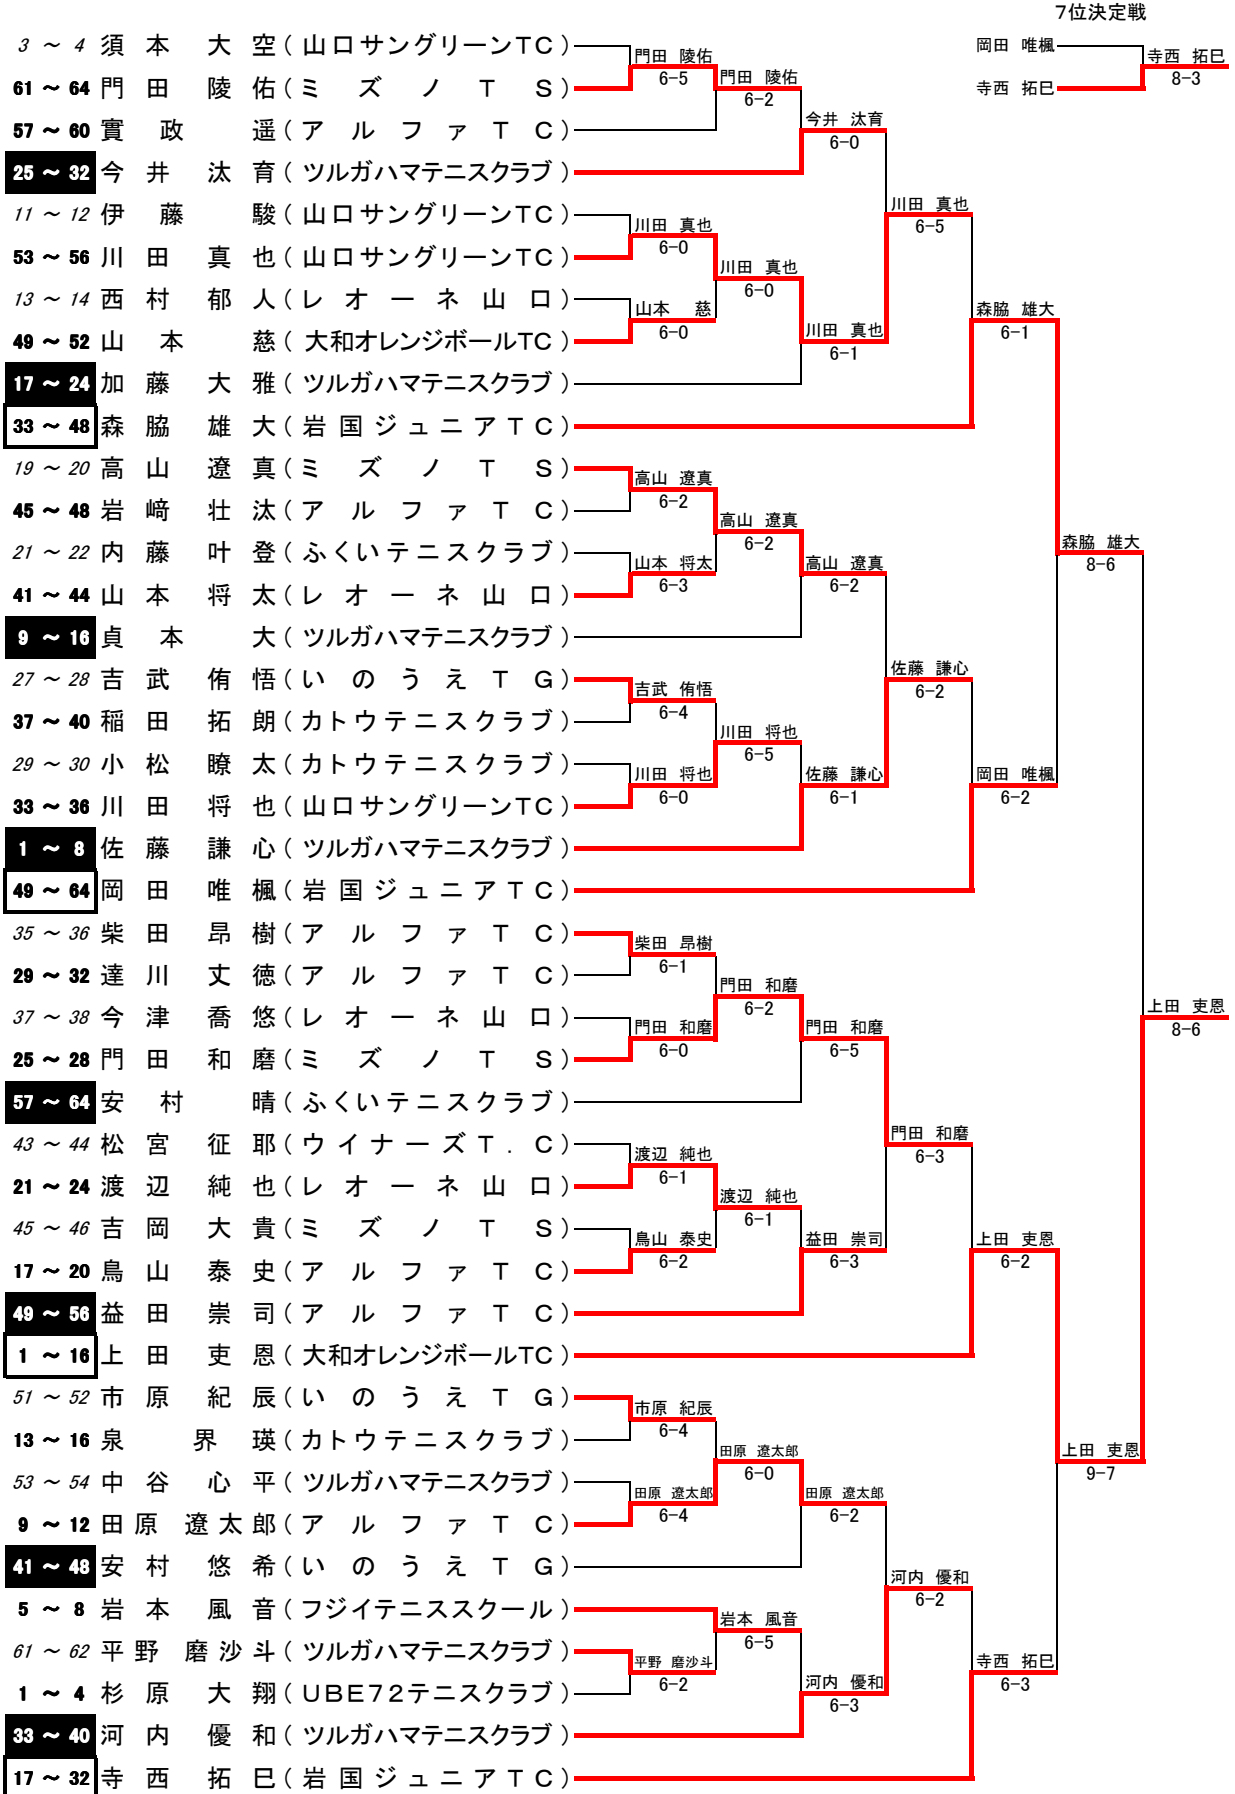 7位決定戦
岡田 唯楓
寺西 拓巳
8-3
寺西 拓巳
3 ～ 4 須本 大空(山口サングリーンTC)
61 ～ 64 門田 陵佑(ミズノTS)
57 ～ 60 實政 遥(アルファTC)
25 ～ 32 今井 汰育(ツルガハマテニスクラブ)
11 ～ 12 伊藤 駿(山口サングリーンTC)
53 ～ 56 川田 真也(山口サングリーンTC)
13 ～ 14 西村 郁人(レオーネ山口)
49 ～ 52 山本 慈(大和オレンジボールTC)
17 ～ 24 加藤 大雅(ツルガハマテニスクラブ)
33 ～ 48 森脇 雄大(岩国ジュニアTC)
19 ～ 20 高山 遼真(ミズノTS)
45 ～ 48 岩﨑 壮汰(アルファTC)
21 ～ 22 内藤 叶登(ふくいテニスクラブ)
41 ～ 44 山本 将太(レオーネ山口)
9 ～ 16 貞本 大(ツルガハマテニスクラブ)
27 ～ 28 吉武 侑悟(いのうえTG)
37 ～ 40 稲田 拓朗(カトウテニスクラブ)
29 ～ 30 小松 瞭太(カトウテニスクラブ)
33 ～ 36 川田 将也(山口サングリーンTC)
1 ～ 8 佐藤 謙心(ツルガハマテニスクラブ)
49 ～ 64 岡田 唯楓(岩国ジュニアTC)
35 ～ 36 柴田 昂樹(アルファTC)
29 ～ 32 達川 丈徳(アルファTC)
37 ～ 38 今津 喬悠(レオーネ山口)
25 ～ 28 門田 和磨(ミズノTS)
57 ～ 64 安村 晴(ふくいテニスクラブ)
43 ～ 44 松宮 征耶(ウイナーズT.C)
21 ～ 24 渡辺 純也(レオーネ山口)
45 ～ 46 吉岡 大貴(ミズノTS)
17 ～ 20 鳥山 泰史(アルファTC)
49 ～ 56 益田 崇司(アルファTC)
1 ～ 16 上田 吏恩(大和オレンジボールTC)
51 ～ 52 市原 紀辰(いのうえTG)
13 ～ 16 泉 界瑛(カトウテニスクラブ)
53 ～ 54 中谷 心平(ツルガハマテニスクラブ)
9 ～ 12 田原 遼太郎(アルファTC)
41 ～ 48 安村 悠希(いのうえTG)
5 ～ 8 岩本 風音(フジイテニススクール)
61 ～ 62 平野 磨沙斗(ツルガハマテニスクラブ)
1 ～ 4 杉原 大翔(UBE72テニスクラブ)
33 ～ 40 河内 優和(ツルガハマテニスクラブ)
17 ～ 32 寺西 拓巳(岩国ジュニアTC)
門田 陵佑
6-5
川田 真也
6-0
山本 慈
6-0
高山 遼真
6-2
山本 将太
6-3
吉武 侑悟
6-4
川田 将也
6-0
柴田 昂樹
6-1
門田 和磨
6-0
渡辺 純也
6-1
鳥山 泰史
6-2
市原 紀辰
6-4
田原 遼太郎
6-4
平野 磨沙斗
6-2
門田 陵佑
6-2
川田 真也
6-0
高山 遼真
6-2
川田 将也
6-5
門田 和磨
6-2
渡辺 純也
6-1
田原 遼太郎
6-0
岩本 風音
6-5
今井 汰育
6-0
川田 真也
6-1
高山 遼真
6-2
佐藤 謙心
6-1
門田 和磨
6-5
益田 崇司
6-3
田原 遼太郎
6-2
河内 優和
6-3
川田 真也
6-5
佐藤 謙心
6-2
門田 和磨
6-3
河内 優和
6-2
森脇 雄大
6-1
岡田 唯楓
6-2
上田 吏恩
6-2
寺西 拓巳
6-3
森脇 雄大
8-6
上田 吏恩
9-7
上田 吏恩
8-6